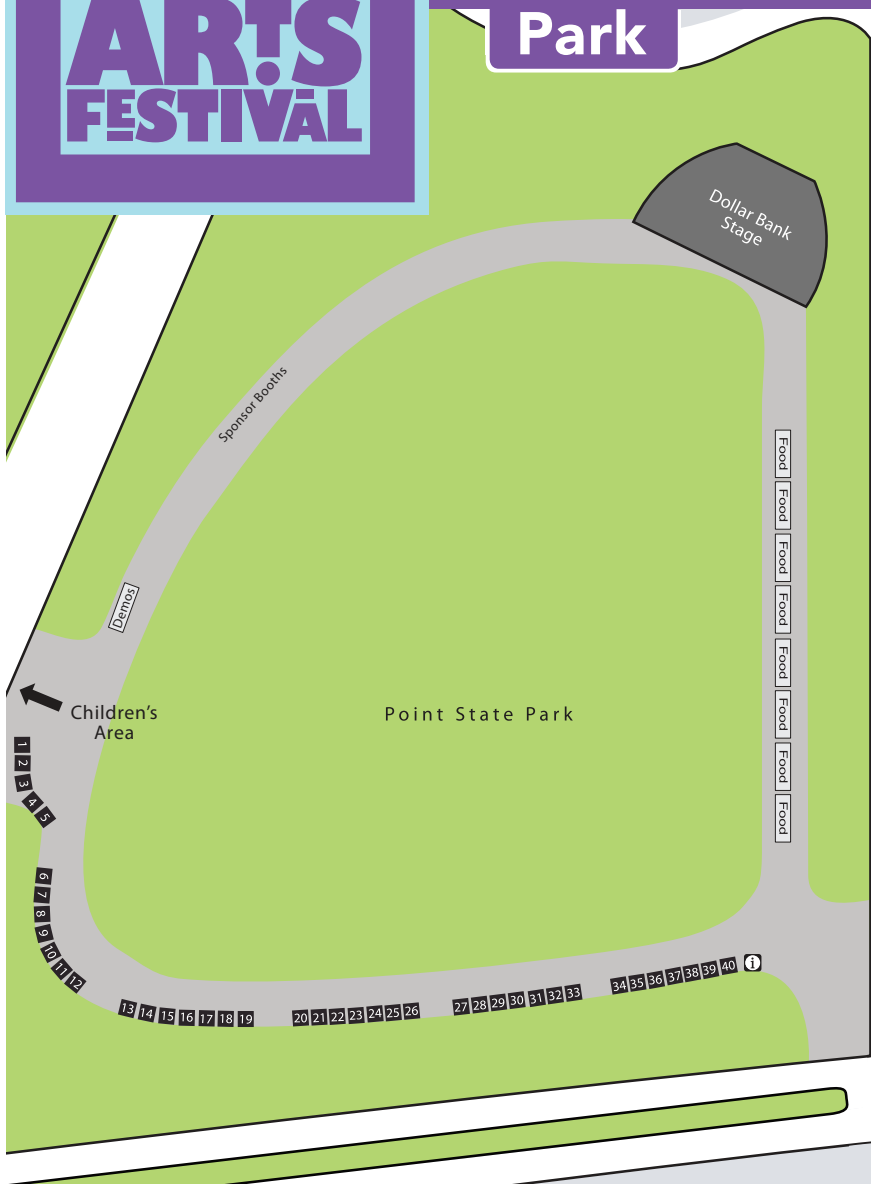 ARTS
FESTIVAL
Park
Dollar Bank
Stage
Sponsor Booths
Food
Food
Food
Food
Food
Food
Food
Food
Demos
Children's
Area
Point State Park
1
2
3
4
5
6
7
8
9
10
11
12
13 14 15 16 17 18 19
20 21 22 23 24 25 26
27 28 29 30 31 32 33
34 35 36 37 38 39 40 i